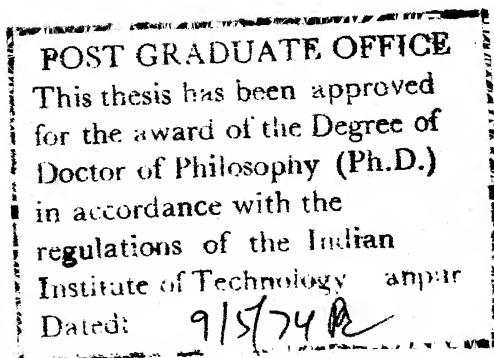 POST GRADUATE OFFICE
This thesis has been approved
for the award of the Degree of
Doctor of Philosophy (Ph.D.)
in accordance with the
regulations of the Indian
Institute of Technology anpur
Dated: 9/5/74